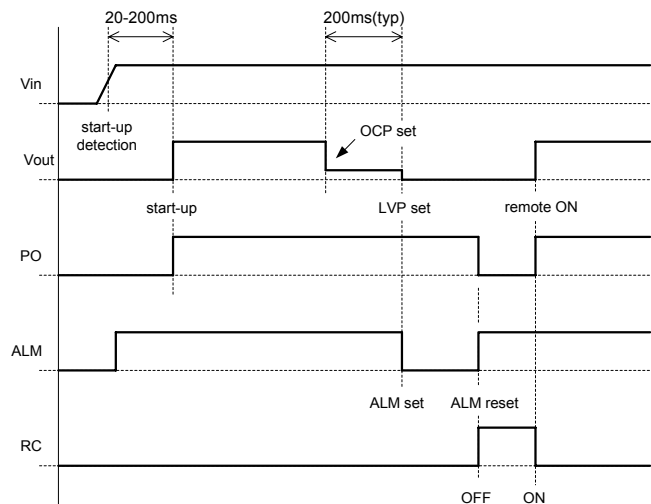 20-200ms
200ms(typ)
Vin
start-up
detection
OCP set
Vout
start-up
LVP set
remote ON
PO
ALM
ALM set
ALM reset
RC
OFF
ON